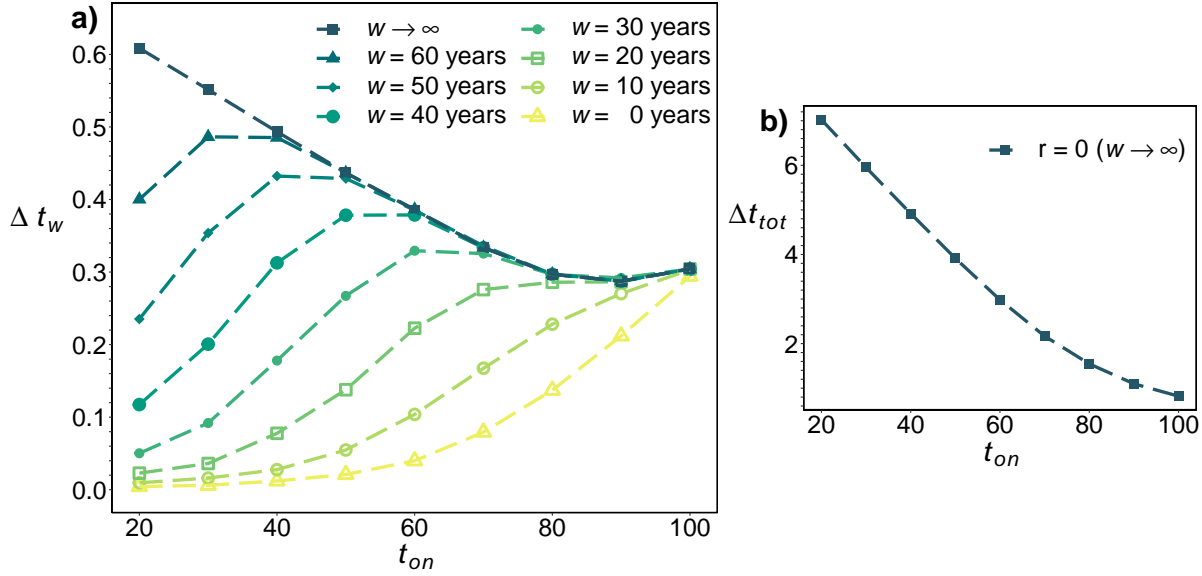 a)
w → ∞
w = 60 years
w = 50 years
w = 40 years
w = 30 years
w = 20 years
w = 10 years
w = 0 years
Δ t_w
0.6
0.5
0.4
0.3
0.2
0.1
0.0
20 40 60 80 100
t_on
b)
r = 0 (w → ∞)
Δt_tot
6
4
2
20 40 60 80 100
t_on